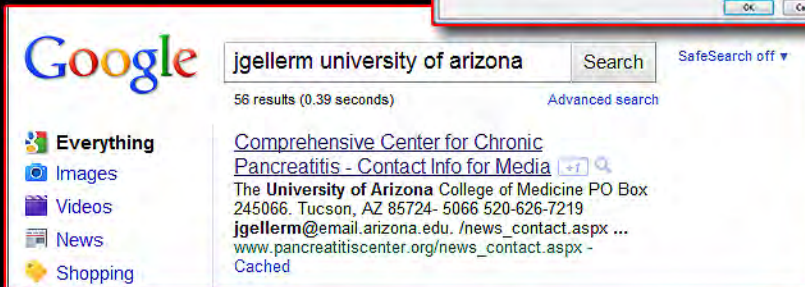 OK
Google
jgellerm university of arizona
Search
SafeSearch off ▼
56 results (0.39 seconds)
Advanced search
Everything
Images
Videos
News
Shopping
Comprehensive Center for Chronic
Pancreatitis - Contact Info for Media +1
The University of Arizona College of Medicine PO Box
245066. Tucson, AZ 85724- 5066 520-626-7219
jgellerm@email.arizona.edu. /news_contact.aspx ...
www.pancreatitiscenter.org/news_contact.aspx -
Cached